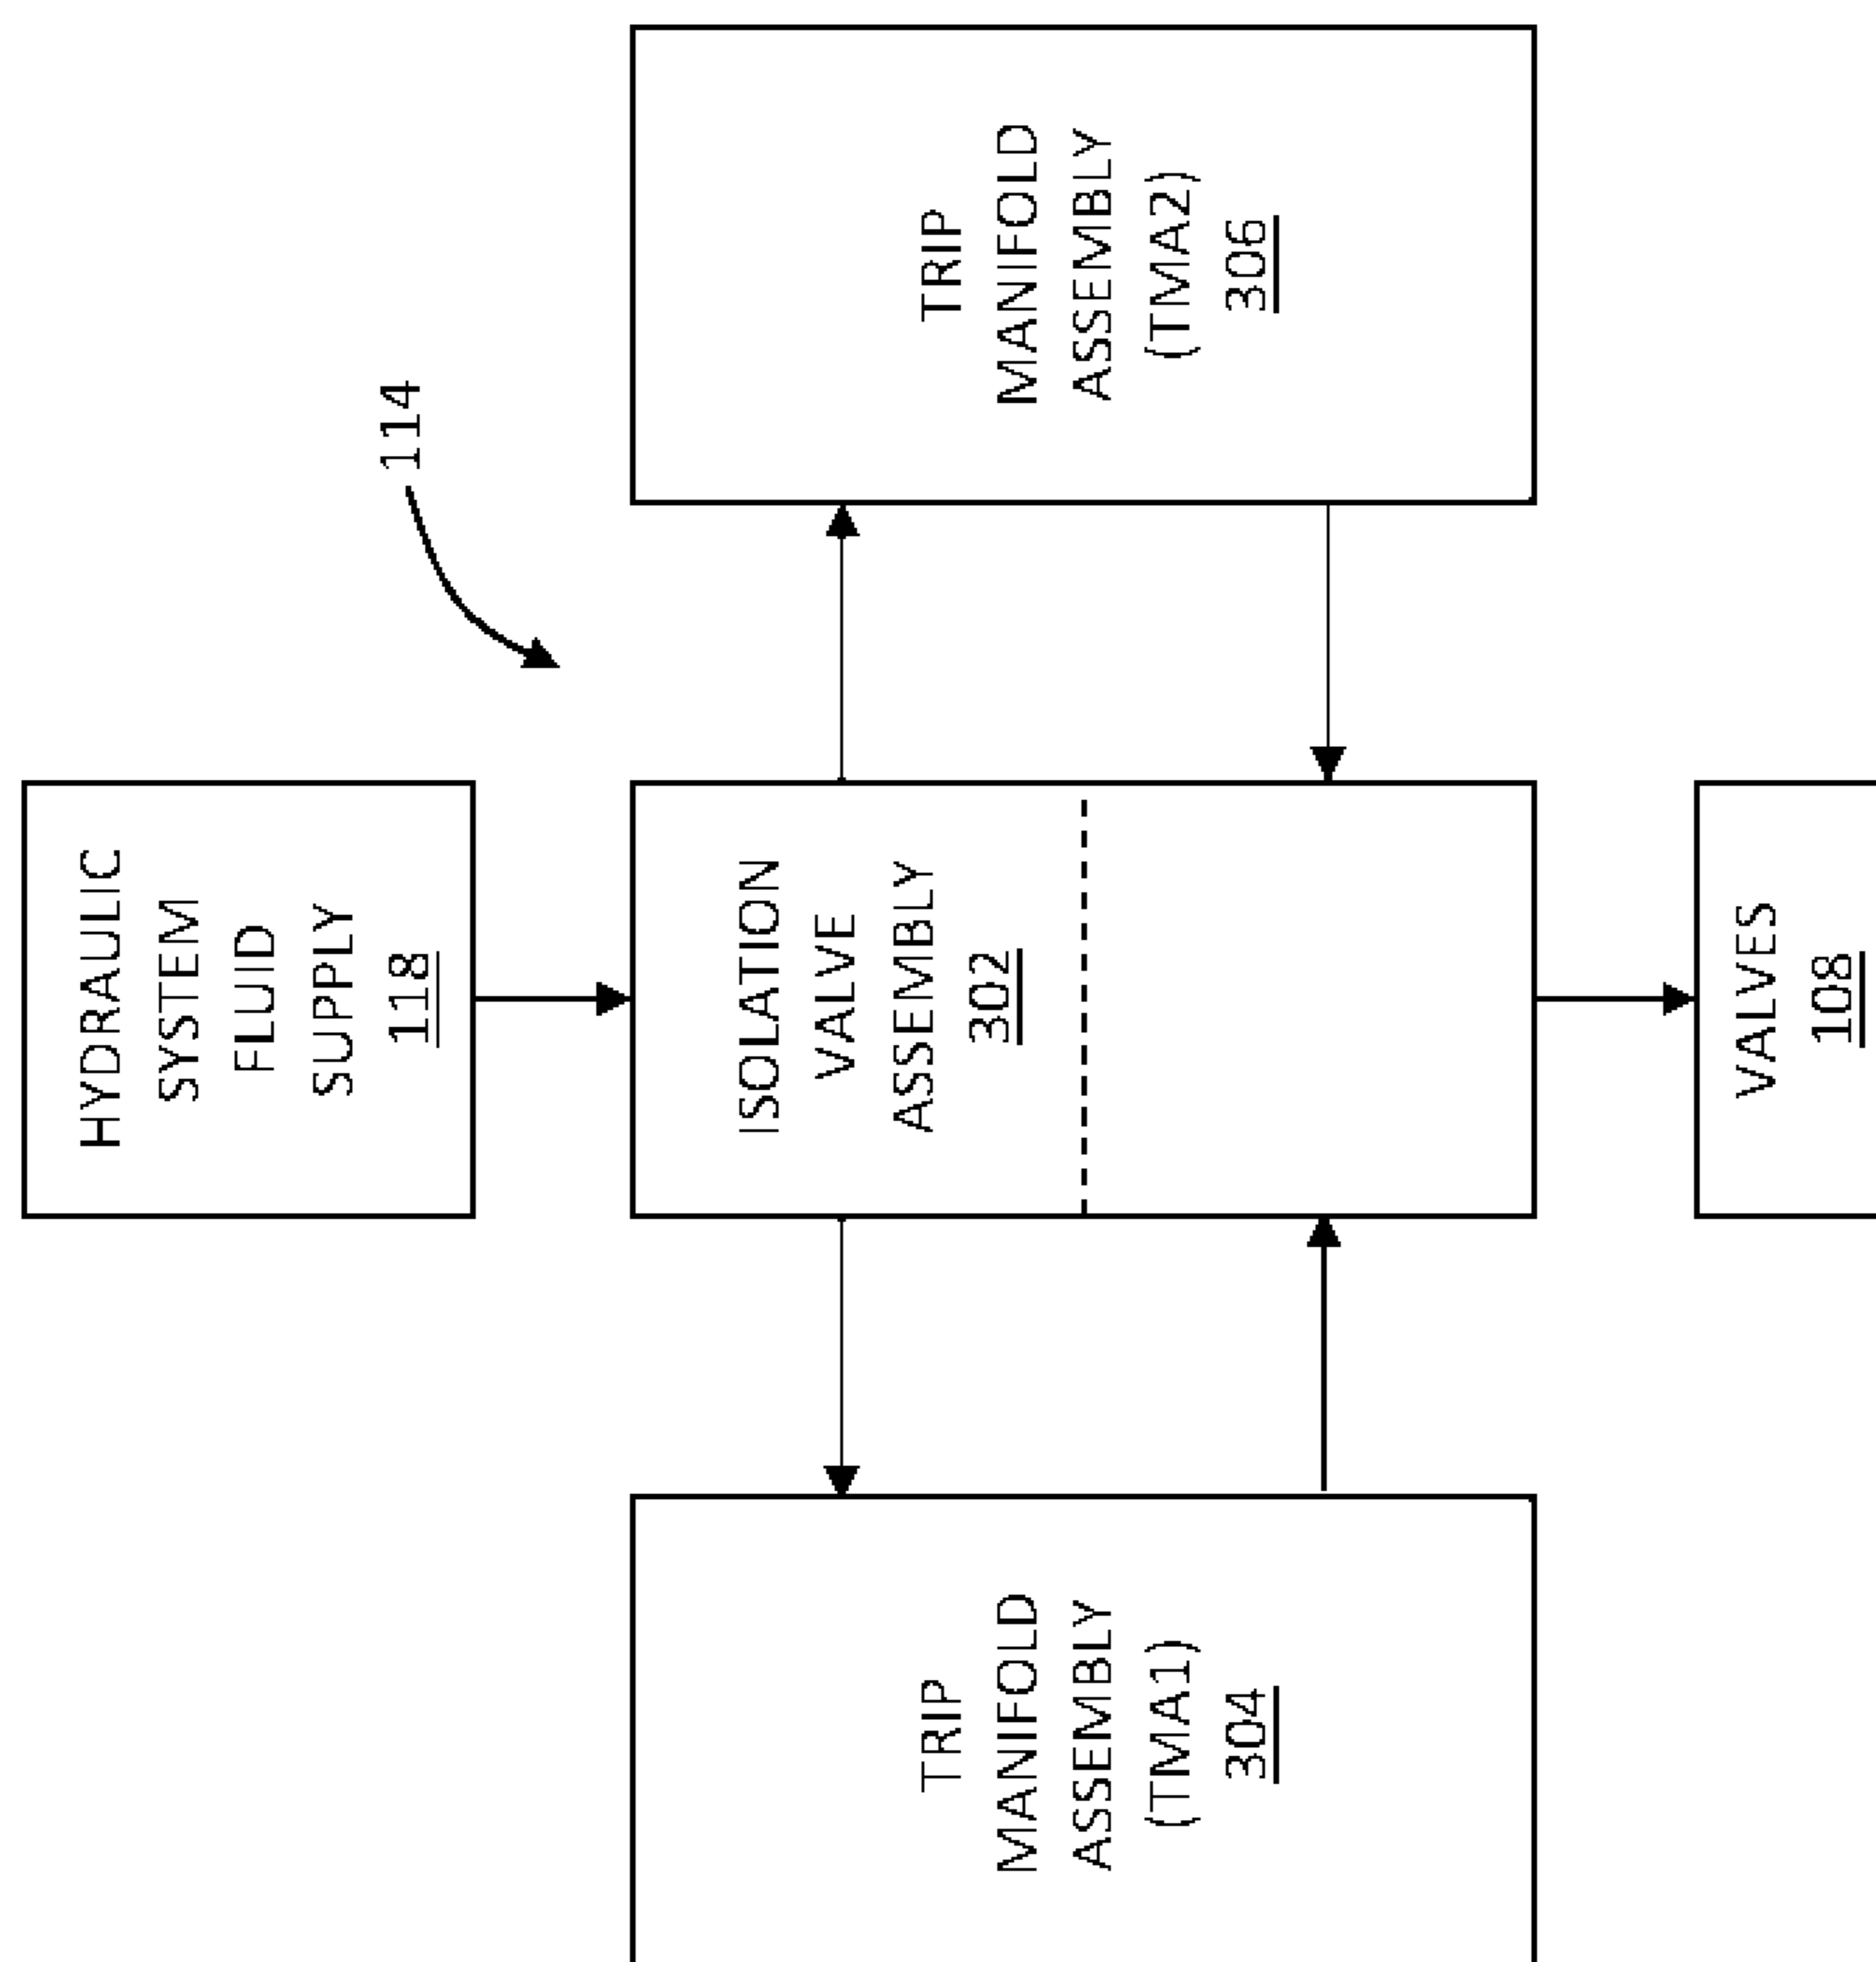 HYDRAULIC
SYSTEM
FLUID
SUPPLY
118
114
TRIP
MANIFOLD
ASSEMBLY
(TMA1)
304
ISOLATION
VALVE
ASSEMBLY
302
TRIP
MANIFOLD
ASSEMBLY
(TMA2)
306
VALVES
108